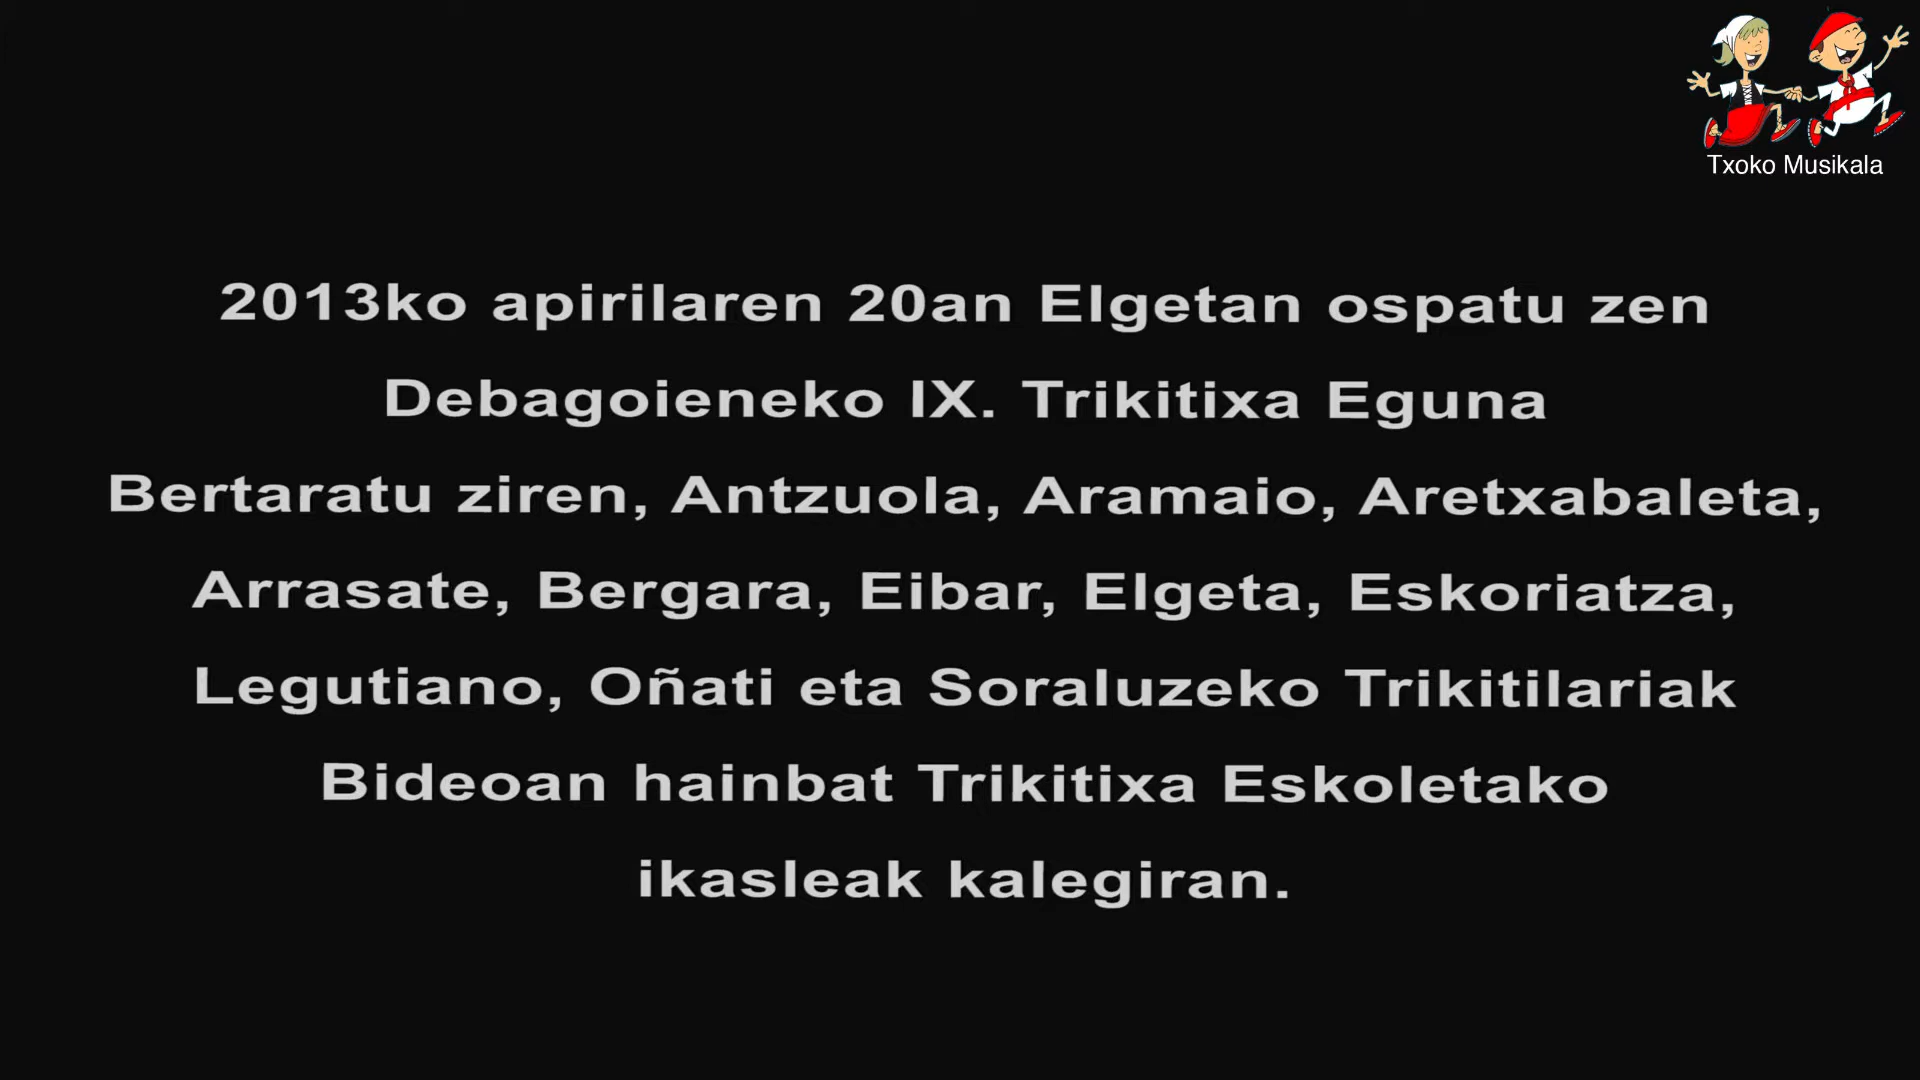 Txoko Musikala
2013ko apirilaren 20an Elgetan ospatu zen
Debagoieneko IX. Trikitixa Eguna
Bertaratu ziren, Antzuola, Aramaio, Aretxabaleta,
Arrasate, Bergara, Eibar, Elgeta, Eskoriatza,
Legutiano, Oñati eta Soraluzeko Trikitilariak
Bideoan hainbat Trikitixa Eskoletako
ikasleak kalegiran.